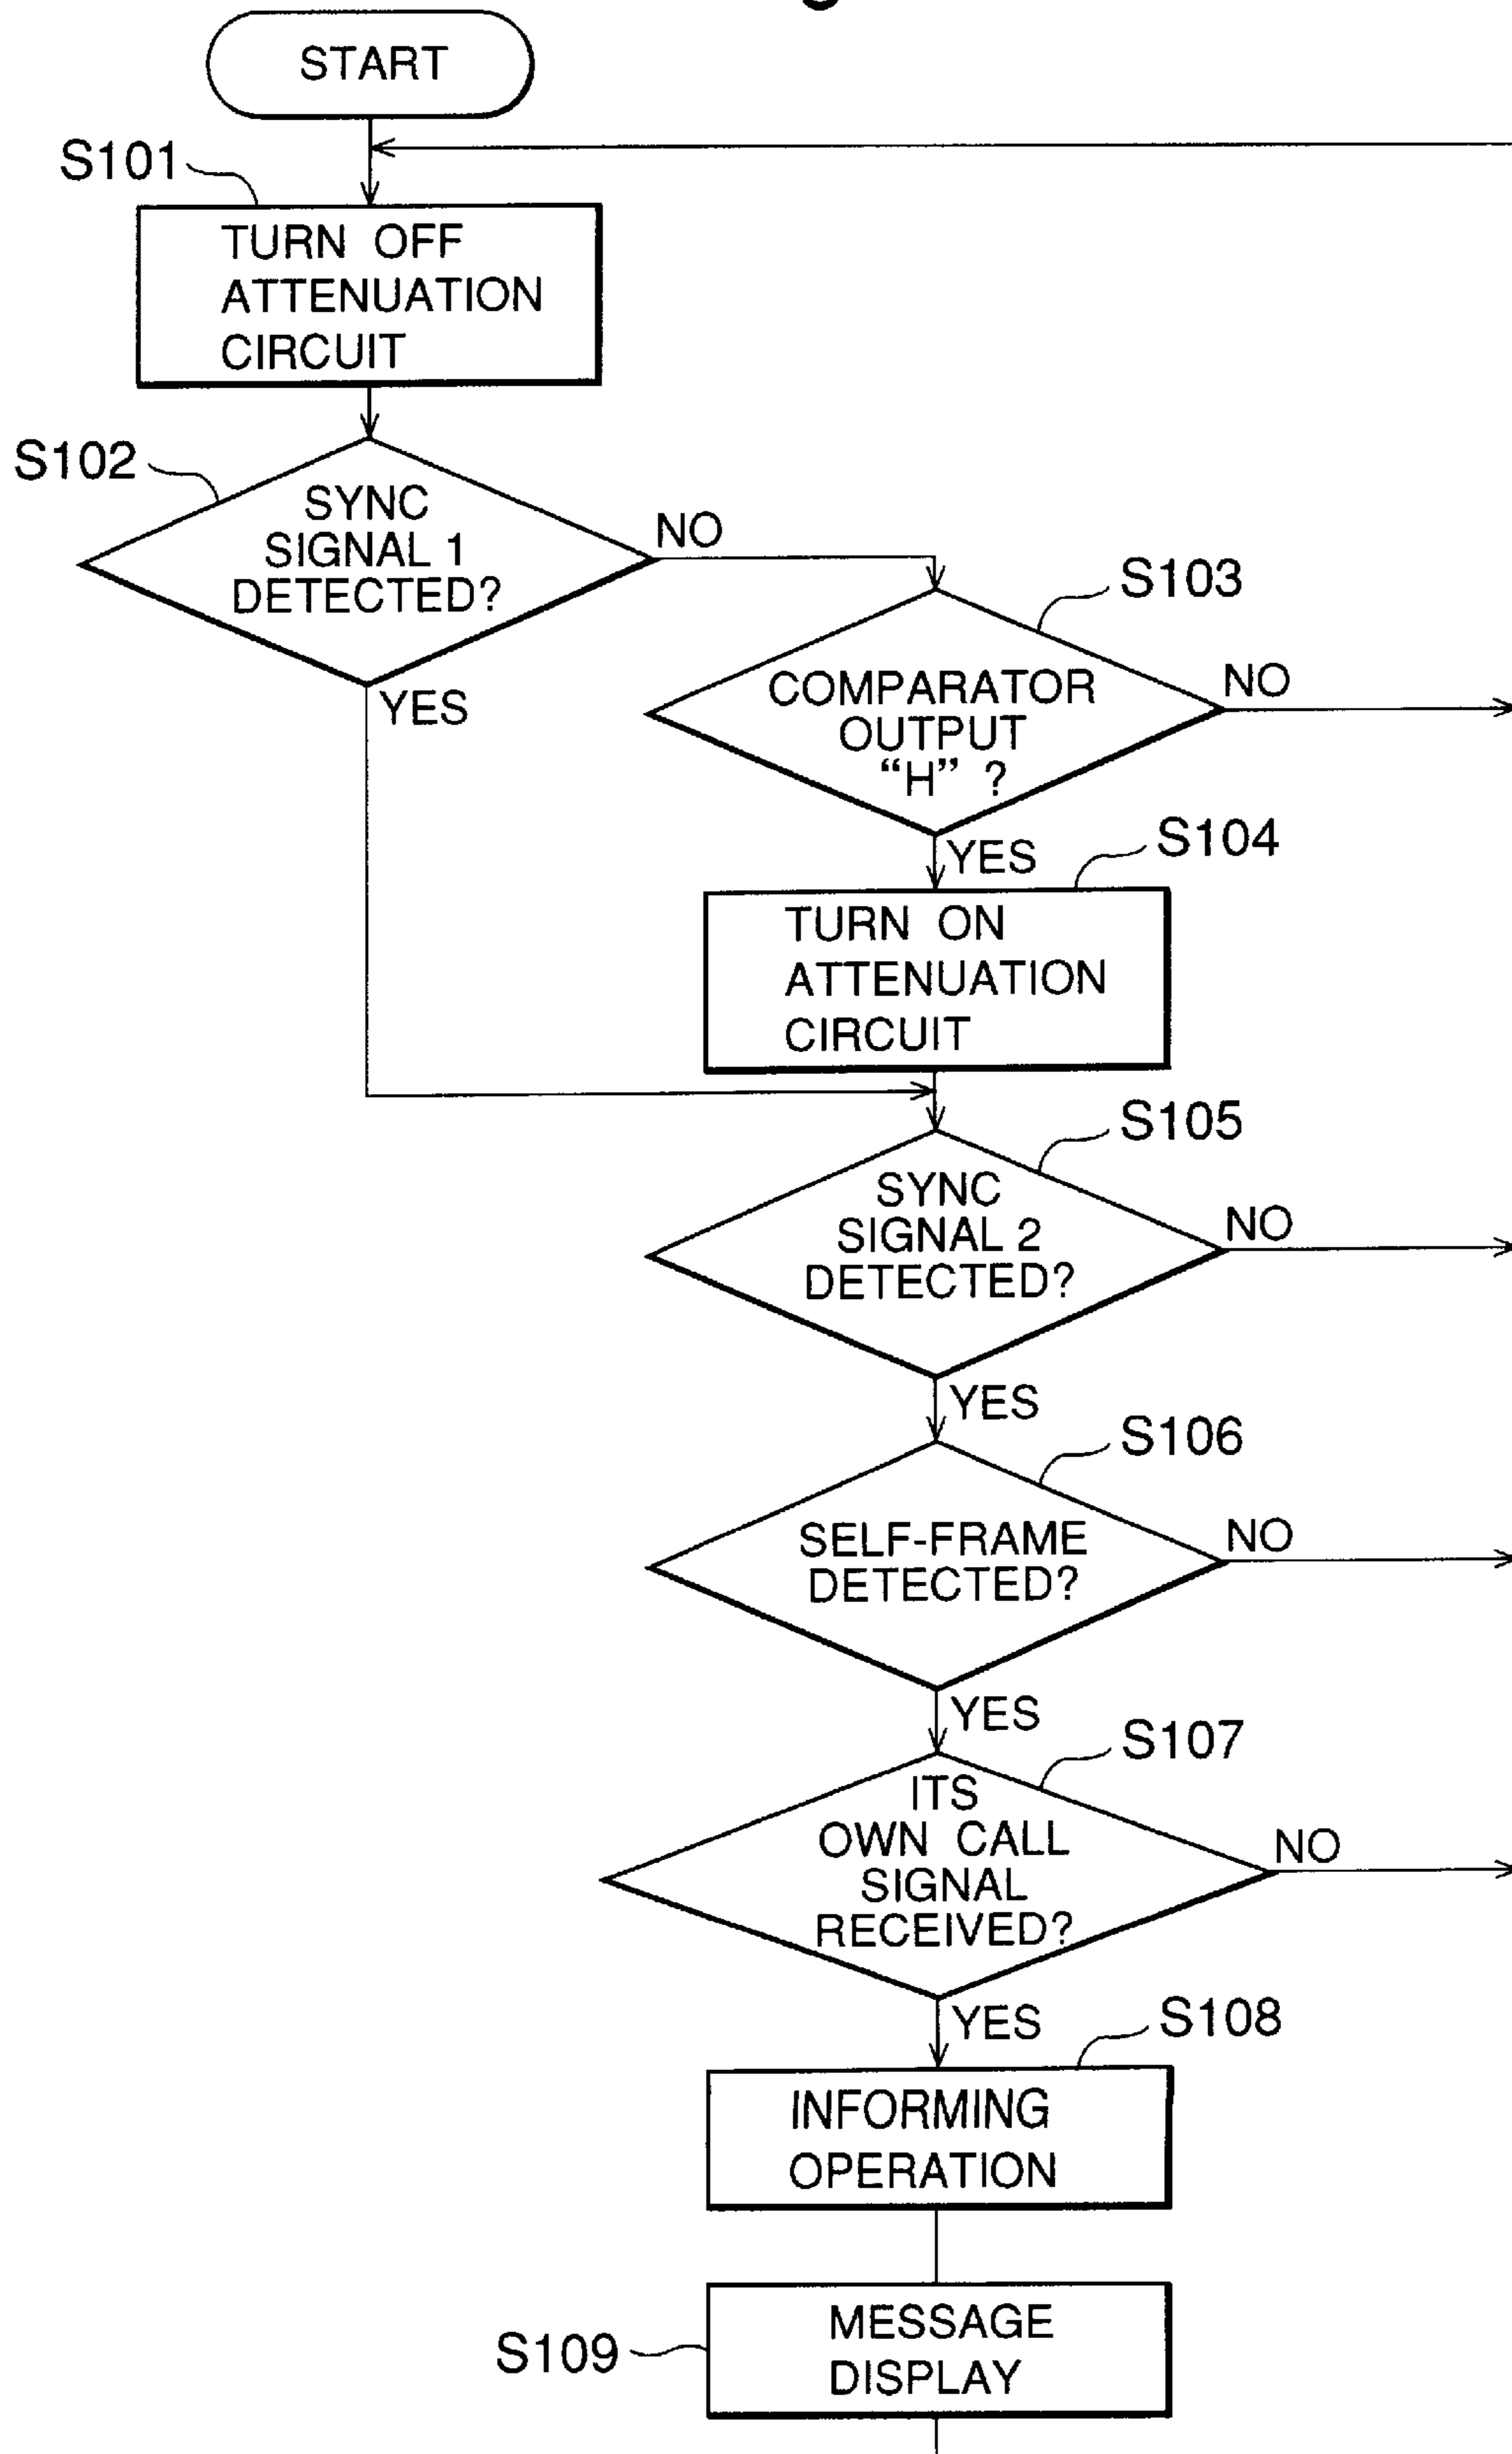 START
S101
TURN OFF
ATTENUATION
CIRCUIT
S102
SYNC
SIGNAL 1
DETECTED?
NO
YES
S103
COMPARATOR
OUTPUT
“H” ?
NO
YES
S104
TURN ON
ATTENUATION
CIRCUIT
S105
SYNC
SIGNAL 2
DETECTED?
NO
YES
S106
SELF-FRAME
DETECTED?
NO
YES
S107
ITS
OWN CALL
SIGNAL
RECEIVED?
NO
YES
S108
INFORMING
OPERATION
S109
MESSAGE
DISPLAY